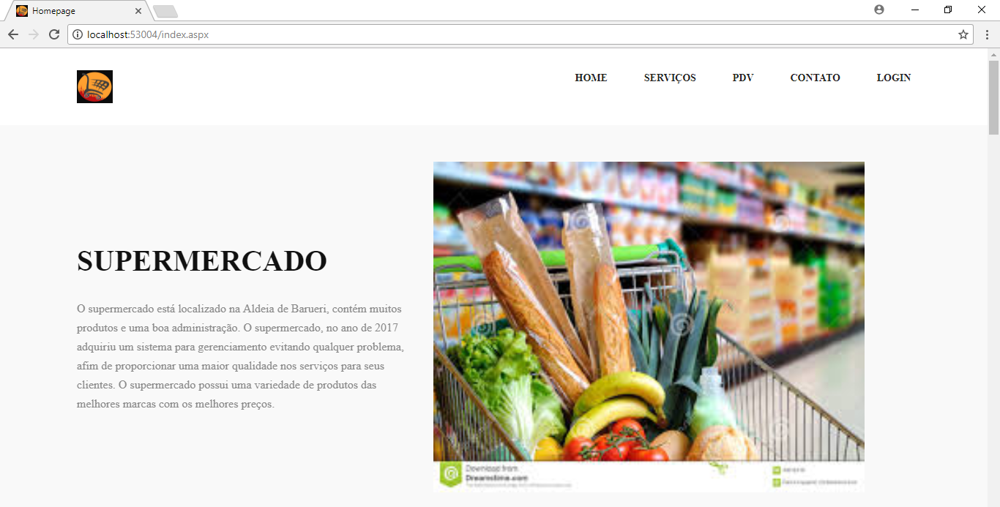 Homepage
localhost:53004/index.aspx
HOME SERVIÇOS PDV CONTATO LOGIN
SUPERMERCADO
O supermercado está localizado na Aldeia de Barueri, contém muitos
produtos e uma boa administração. O supermercado, no ano de 2017
adquiriu um sistema para gerenciamento evitando qualquer problema,
afim de proporcionar uma maior qualidade nos serviços para seus
clientes. O supermercado possui uma variedade de produtos das
melhores marcas com os melhores preços.
Download from
Dreamstime.com